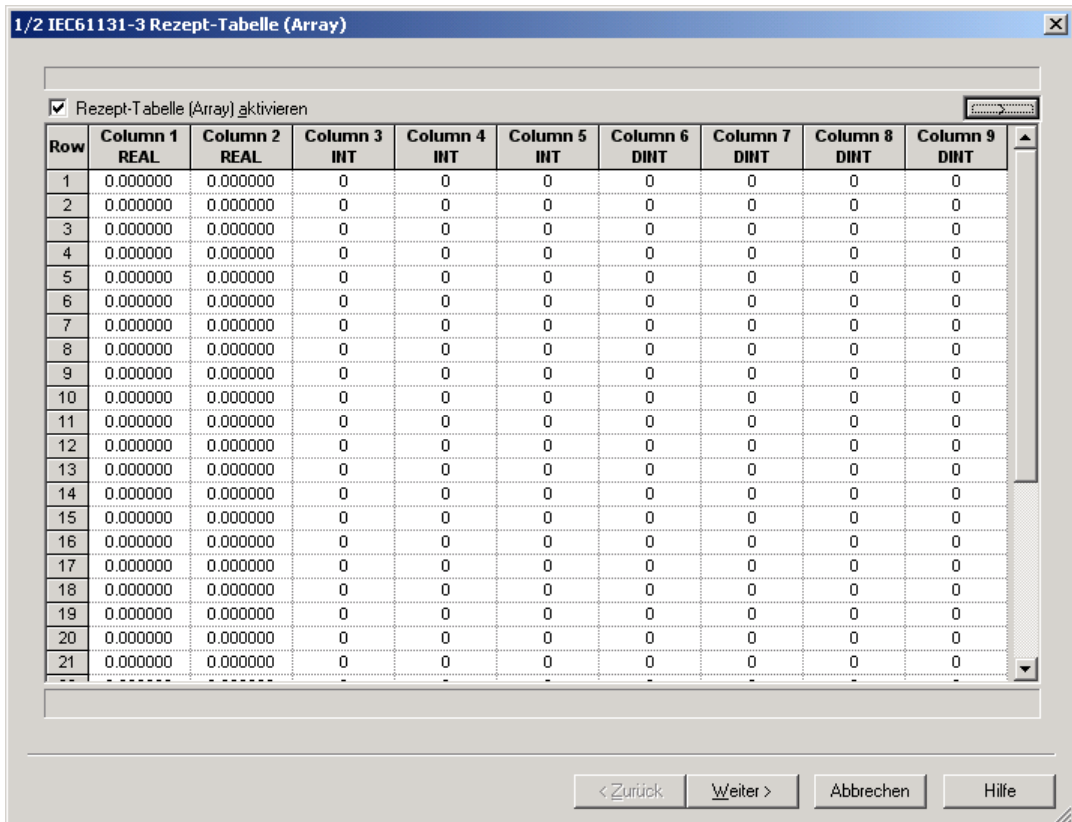 1/2 IEC61131-3 Rezept-Tabelle (Array)
Rezept-Tabelle (Array) aktivieren
>
Row Column 1 REAL Column 2 REAL Column 3 INT Column 4 INT Column 5 INT Column 6 DINT Column 7 DINT Column 8 DINT Column 9 DINT
1 0.000000 0.000000 0 0 0 0 0 0 0
2 0.000000 0.000000 0 0 0 0 0 0 0
3 0.000000 0.000000 0 0 0 0 0 0 0
4 0.000000 0.000000 0 0 0 0 0 0 0
5 0.000000 0.000000 0 0 0 0 0 0 0
6 0.000000 0.000000 0 0 0 0 0 0 0
7 0.000000 0.000000 0 0 0 0 0 0 0
8 0.000000 0.000000 0 0 0 0 0 0 0
9 0.000000 0.000000 0 0 0 0 0 0 0
10 0.000000 0.000000 0 0 0 0 0 0 0
11 0.000000 0.000000 0 0 0 0 0 0 0
12 0.000000 0.000000 0 0 0 0 0 0 0
13 0.000000 0.000000 0 0 0 0 0 0 0
14 0.000000 0.000000 0 0 0 0 0 0 0
15 0.000000 0.000000 0 0 0 0 0 0 0
16 0.000000 0.000000 0 0 0 0 0 0 0
17 0.000000 0.000000 0 0 0 0 0 0 0
18 0.000000 0.000000 0 0 0 0 0 0 0
19 0.000000 0.000000 0 0 0 0 0 0 0
20 0.000000 0.000000 0 0 0 0 0 0 0
21 0.000000 0.000000 0 0 0 0 0 0 0
< Zurück Weiter > Abbrechen Hilfe